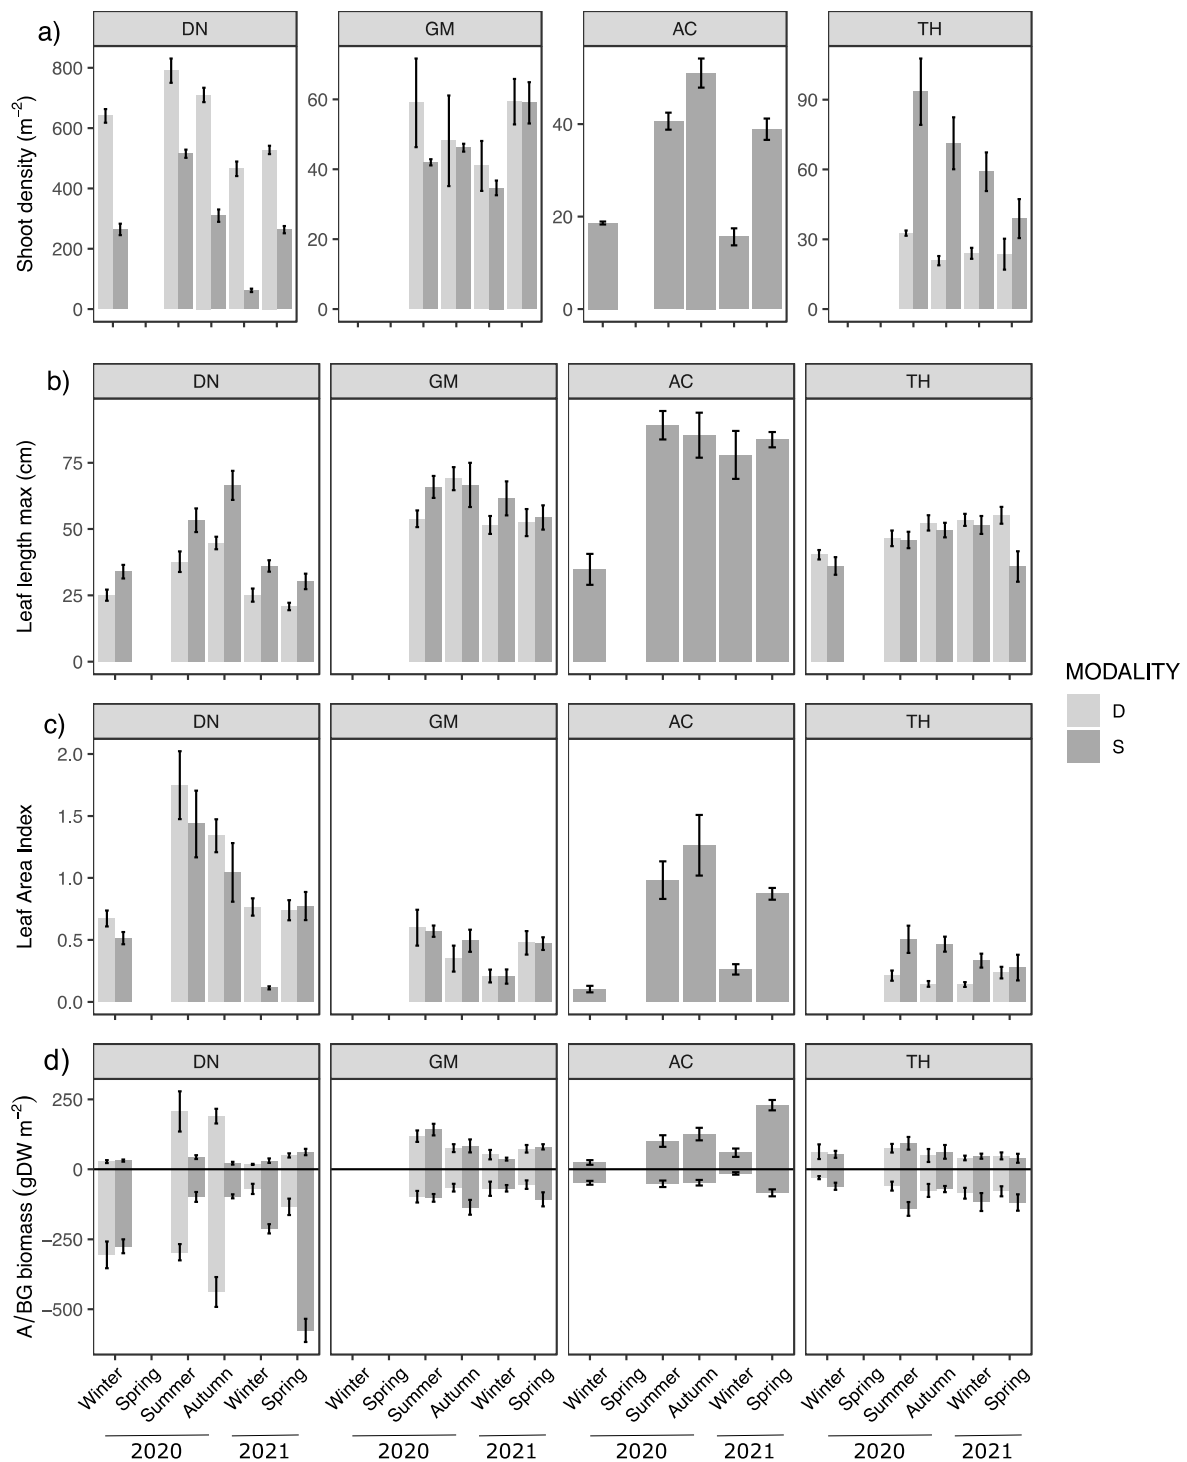 a)
DN GM AC TH
Shoot density (m−2)
800
600
400
200
0
60
40
20
0
40
20
0
90
60
30
0
b)
DN GM AC TH
Leaf length max (cm)
75
50
25
0
c)
DN GM AC TH
Leaf Area Index
2.0
1.5
1.0
0.5
0.0
d)
DN GM AC TH
A/BG biomass (gDW m−2)
250
0
−250
−500
Winter Spring Summer Autumn Winter Spring
2020 2021
Winter Spring Summer Autumn Winter Spring
2020 2021
Winter Spring Summer Autumn Winter Spring
2020 2021
Winter Spring Summer Autumn Winter Spring
2020 2021
MODALITY
D
S